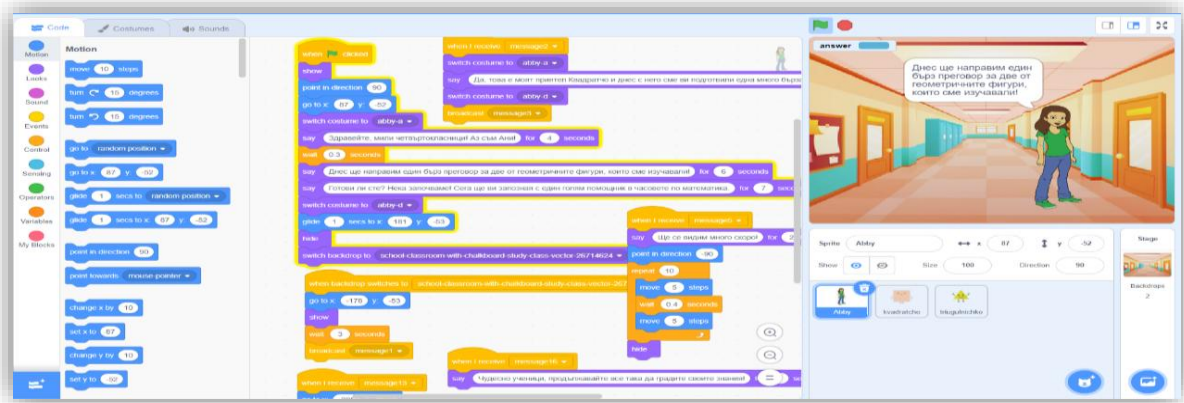 Code Costumes Sounds
Motion
Looks
Sound
Events
Control
Sensing
Operators
Variables
My Blocks
Motion
move 10 steps
turn 15 degrees
turn 15 degrees
go to random position
go to x: 87 y: -52
glide 1 secs to random position
glide 1 secs to x: 87 y: -52
point in direction 90
point towards mouse-pointer
change x by 10
set x to 87
change y by 10
set y to -52
when clicked
show
point in direction 90
go to x: 87 y: -52
switch costume to abby-a
say Здравейте, мили четвъртокласници! Аз съм Ани! for 4 seconds
wait 0.3 seconds
say Днес ще направим един бърз преговор за две от геометричните фигури, които сме изучавали! for 6 seconds
say Готови ли сте? Нека започваме! Сега ще ви запозная с един голям помощник в часовете по математика. for 7
switch costume to abby-d
glide 1 secs to x: 181 y: -53
hide
switch backdrop to school-classroom-with-chalkboard-study-class-vector-26714624
when I receive message2
switch costume to abby-a
say Да, това е моят приятел Квадратчо и днес с него сме ви подготвили една много
switch costume to abby-d
broadcast message3
when backdrop switches to school-classroom-with-chalkboard-study-class-vector-267
go to x: -176 y: -53
show
wait 3 seconds
broadcast message1
when I receive
say Ще се видим много скоро! for 2
point in direction -90
repeat 10
move 5 steps
wait 0.4 seconds
move 5 steps
hide
when I receive message16
say Чудесно ученици, продължавайте все така да градите своите знания!
when I receive
answer
Днес ще направим един
бърз преговор за две от
геометричните фигури,
които сме изучавали!
Sprite Abby x 87 y -52
Show Size 100 Direction 90
Abby kvadratcho triugulnichko
Stage
Backdrops
2